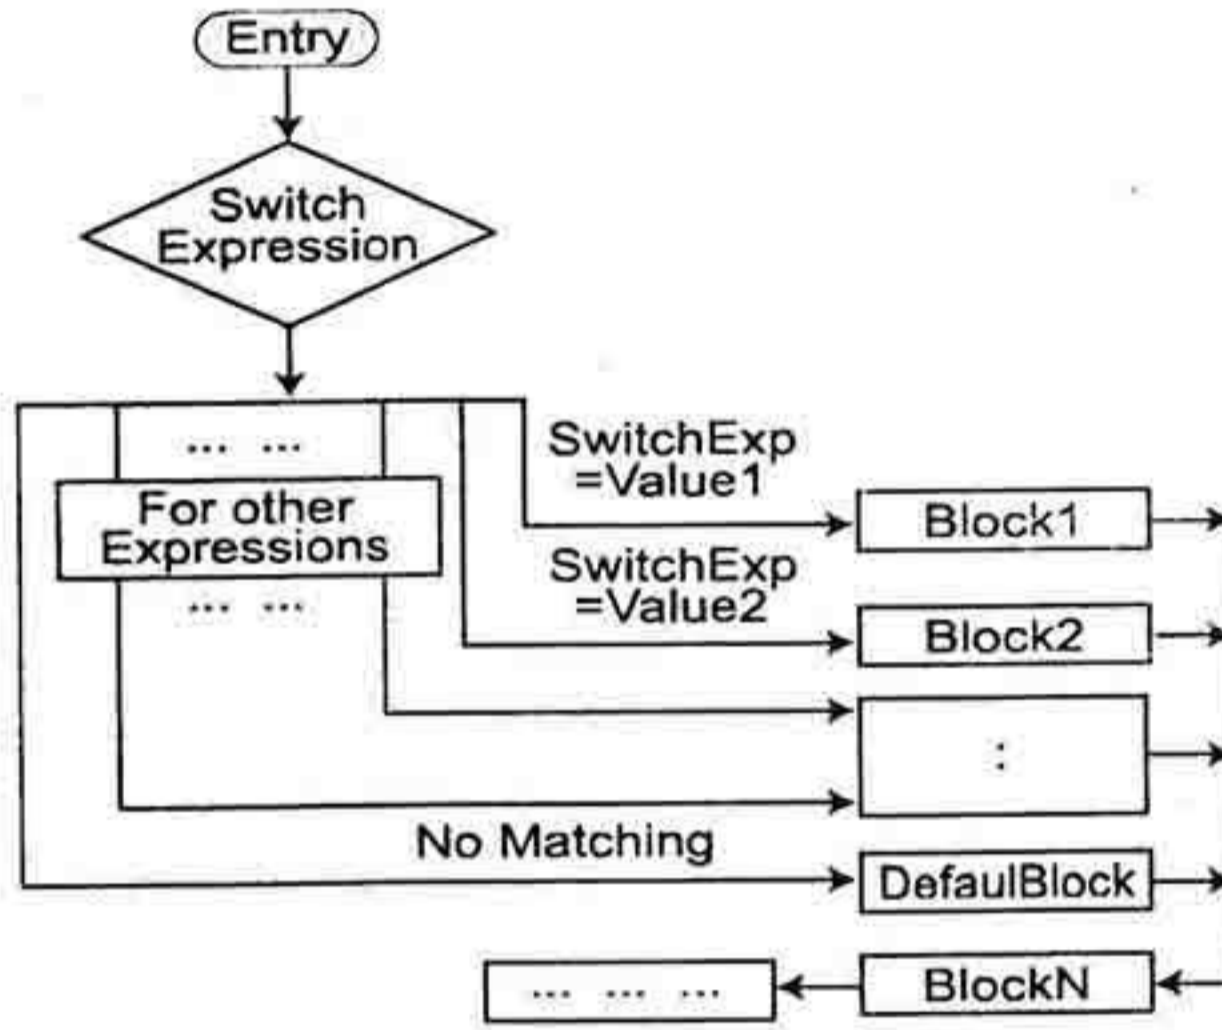 Entry
Switch
Expression
... ...
For other
Expressions
... ...
SwitchExp
=Value1
Block1
SwitchExp
=Value2
Block2
:
No Matching
DefaulBlock
BlockN
... ... ...